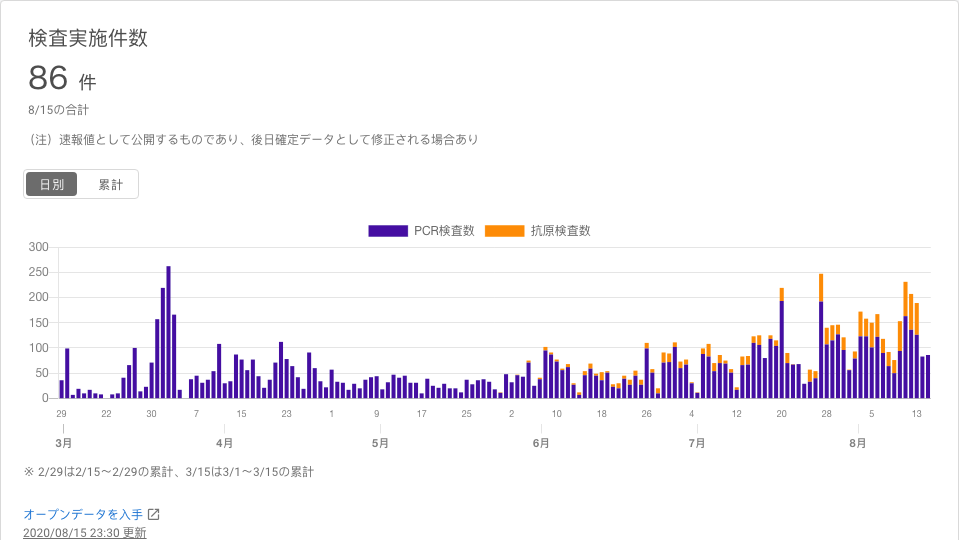 検査実施件数
86 件
8/15の合計
（注）速報値として公開するものであり、後日確定データとして修正される場合あり
日別 累計
PCR検査数 抗原検査数
300
250
200
150
100
50
0
29 22 30 7 15 23 1 9 17 25 2 10 18 26 4 12 20 28 5 13
3月 4月 5月 6月 7月 8月
※ 2/29は2/15〜2/29の累計、3/15は3/1〜3/15の累計
オープンデータを入手
2020/08/15 23:30 更新